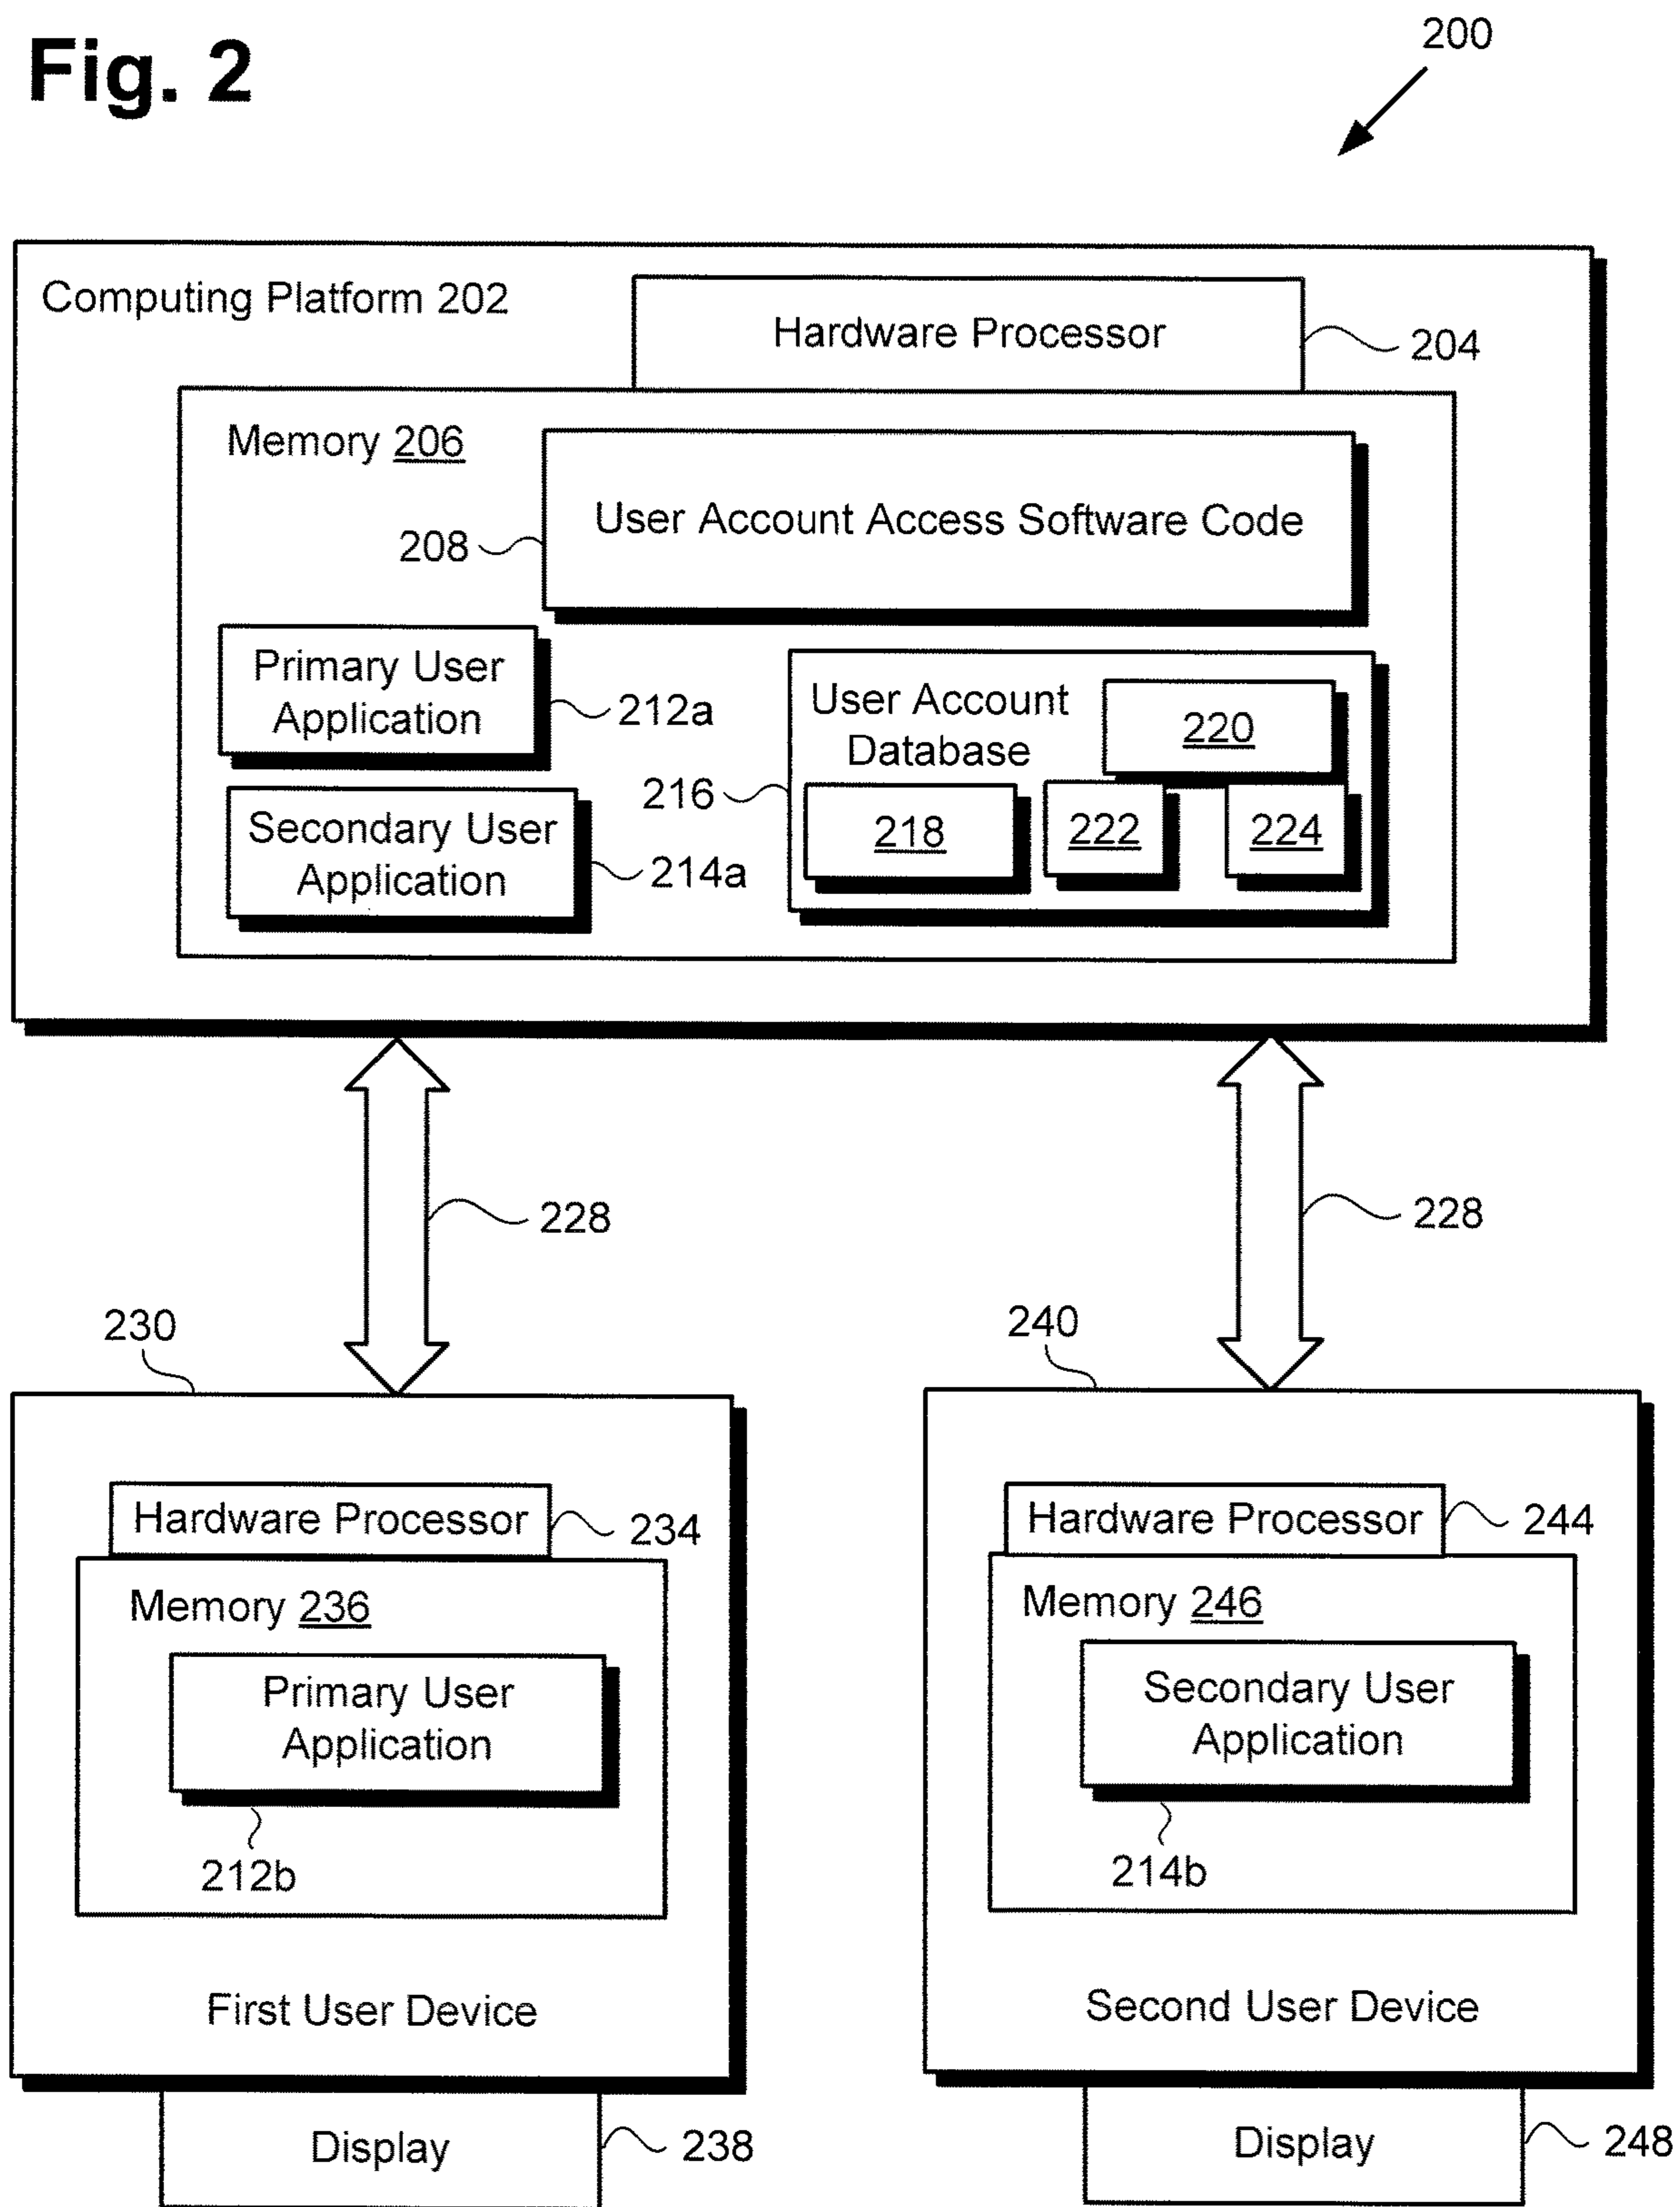 Fig. 2
200
Computing Platform 202
Hardware Processor
204
Memory 206
User Account Access Software Code
208
Primary User
Application
212a
User Account
Database
220
216
218
222
224
Secondary User
Application
214a
228
228
230
240
Hardware Processor
234
Hardware Processor
244
Memory 236
Memory 246
Primary User
Application
Secondary User
Application
212b
214b
First User Device
Second User Device
Display
238
Display
248